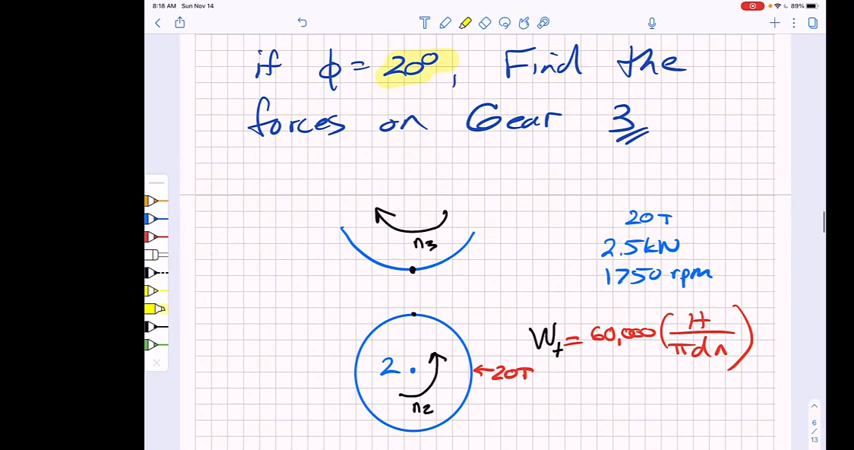 8:18 AM Sun Nov 14
89%
if ϕ = 20°, Find the
forces on Gear 3
n3
20T
2.5kN
1750 rpm
Wt = 60,000 (H / πdn)
2
←20T
n2
6
/
13